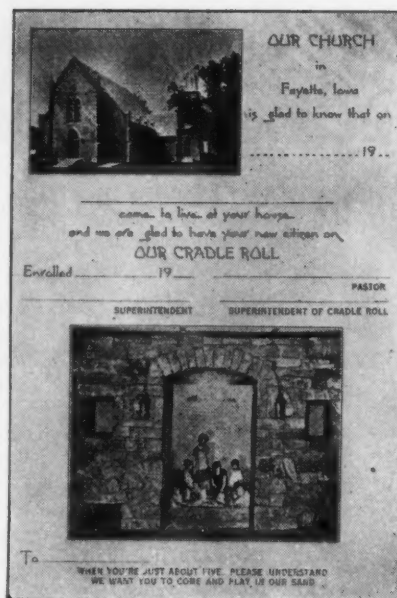 OUR CHURCH
in
Fayette, Iowa
is glad to know that on
19
came to live at your house
and we are glad to have your new citizen on
OUR CRADLE ROLL
Enrolled 19
PASTOR
SUPERINTENDENT SUPERINTENDENT OF CRADLE ROLL
To
WHEN YOU'RE JUST ABOUT FIVE, PLEASE UNDERSTAND
WE WANT YOU TO COME AND PLAY IN OUR SAND